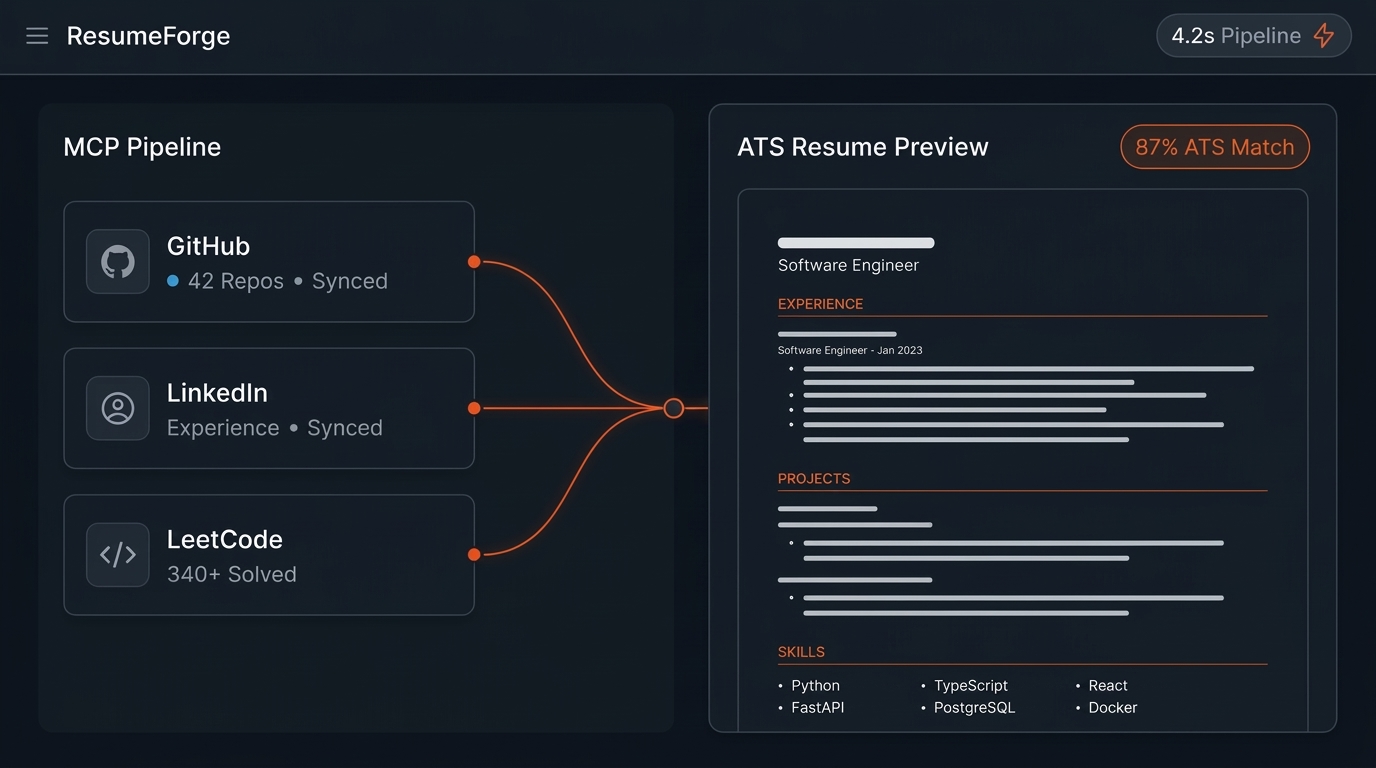 ResumeForge
4.2s Pipeline
MCP Pipeline
GitHub
42 Repos • Synced
LinkedIn
Experience • Synced
LeetCode
340+ Solved
ATS Resume Preview
87% ATS Match
Software Engineer
EXPERIENCE
Software Engineer - Jan 2023
PROJECTS
SKILLS
• Python • TypeScript • React
• FastAPI • PostgreSQL • Docker